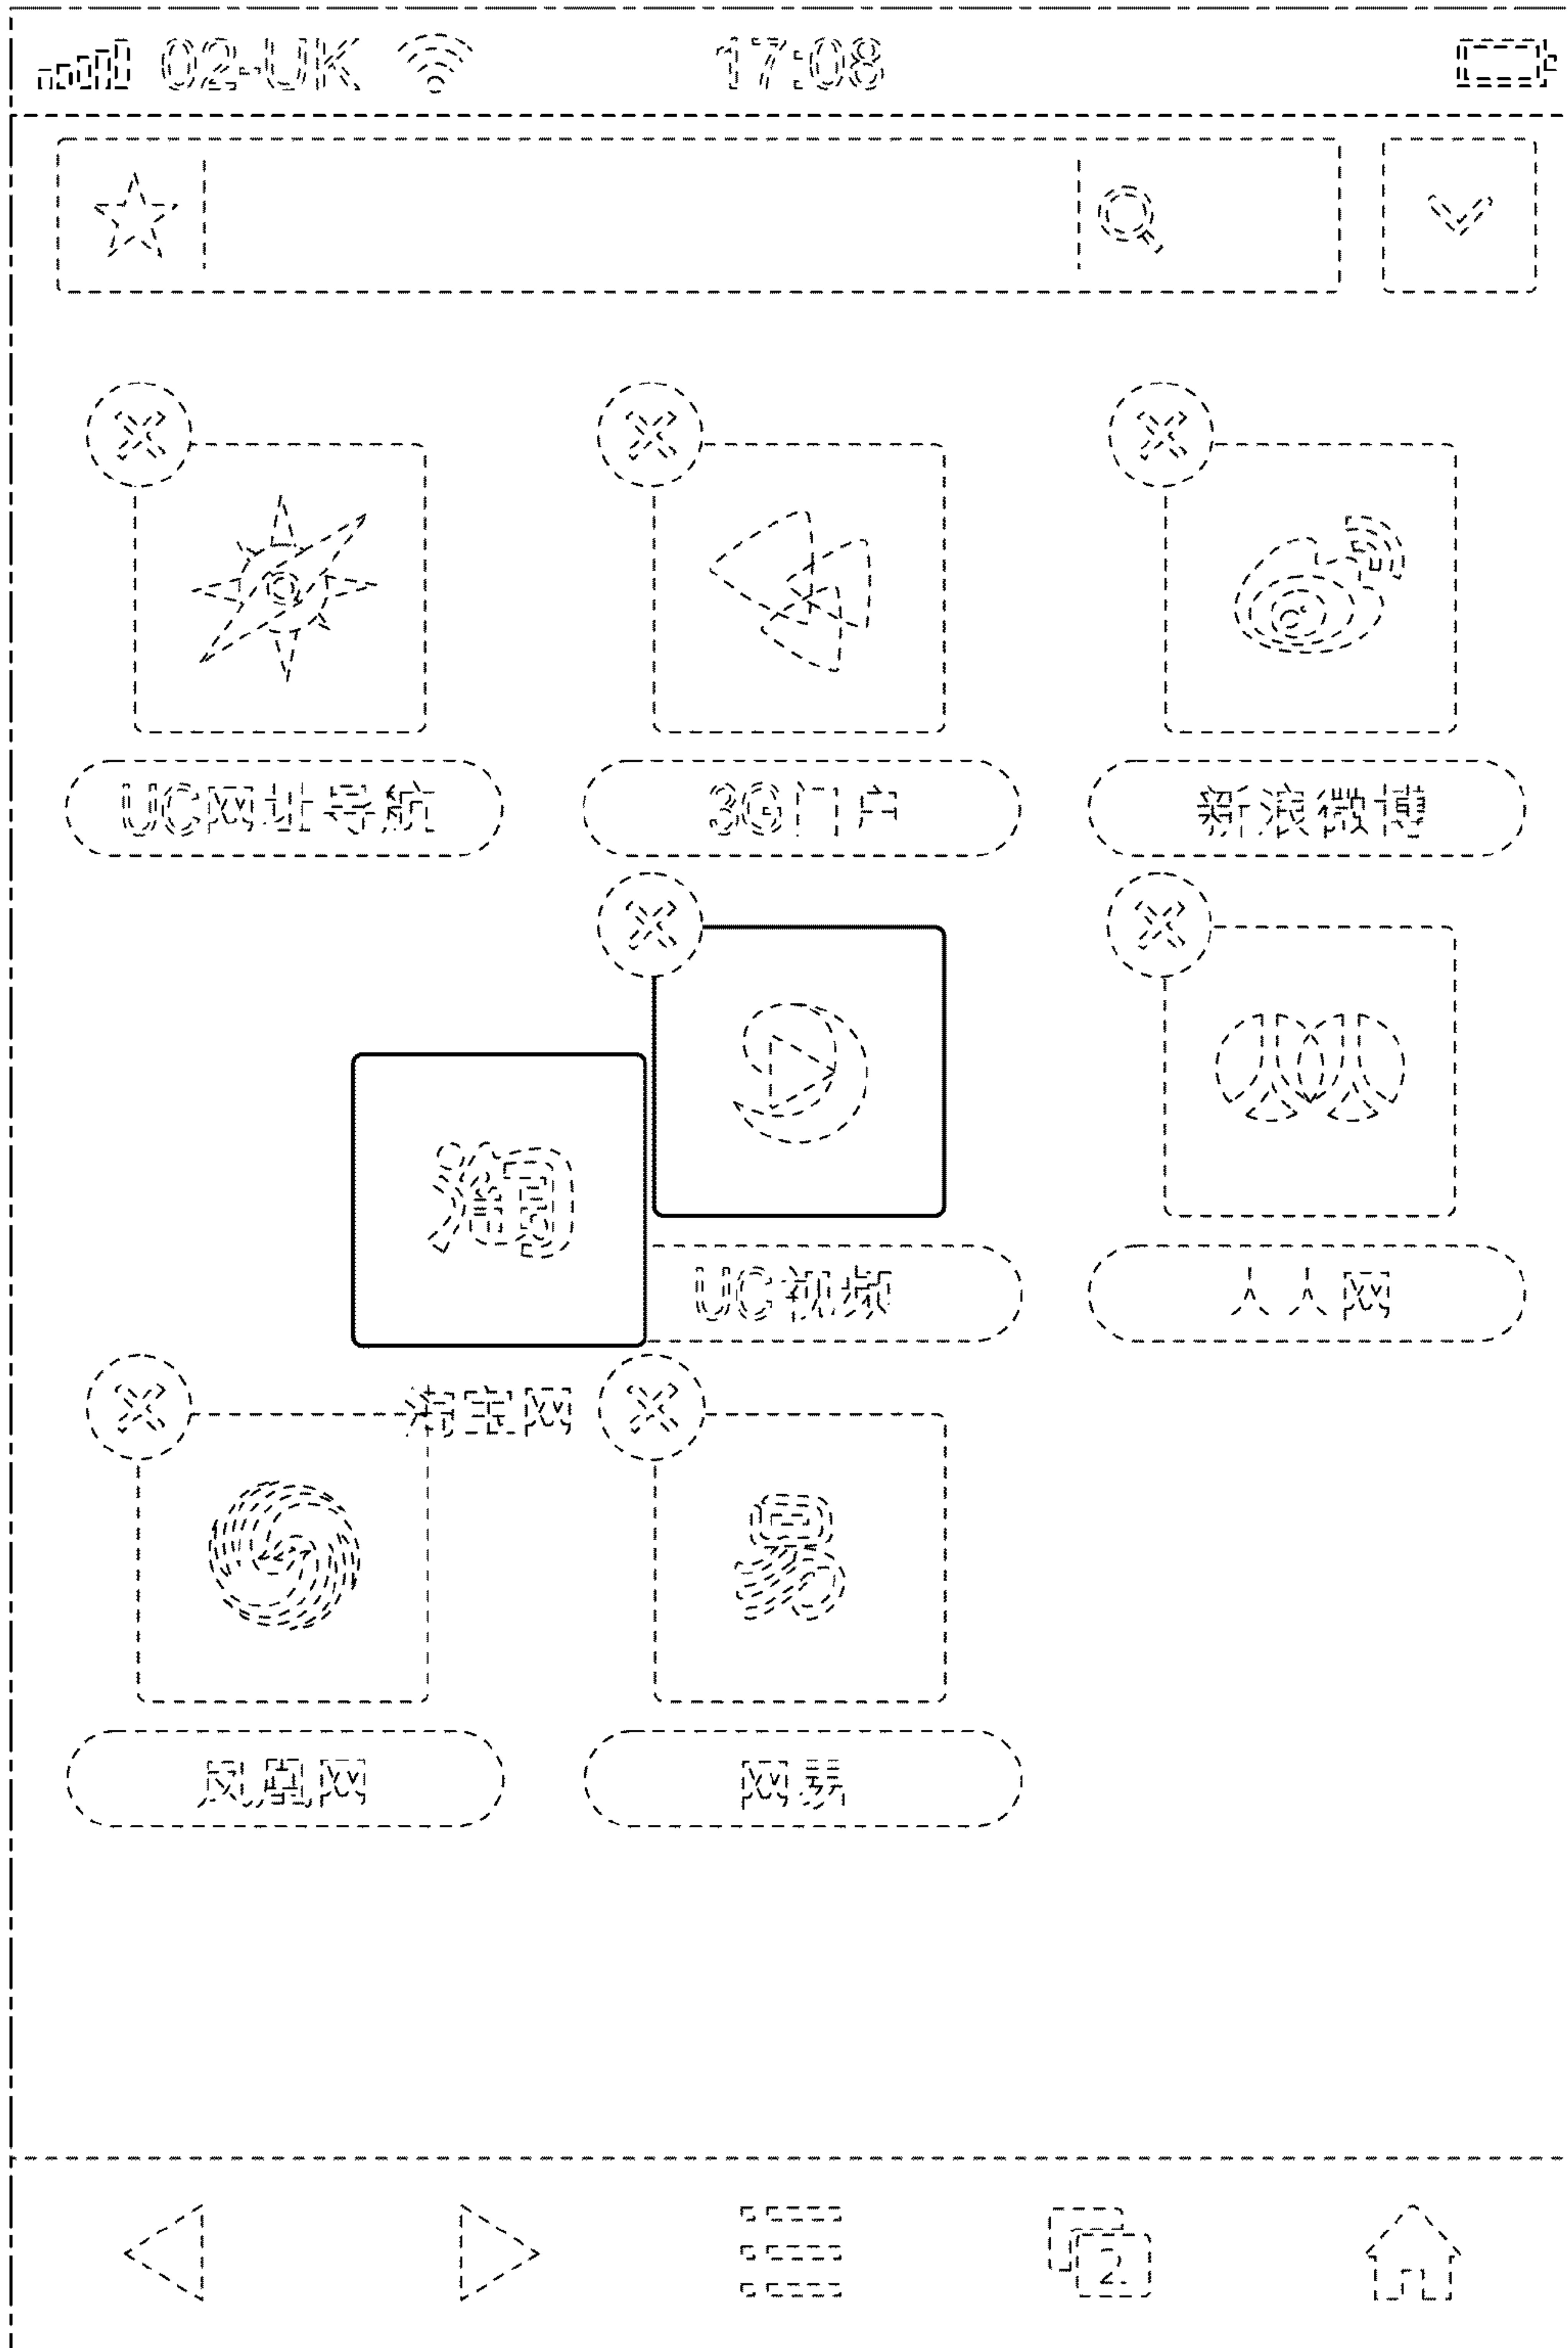 02-UK 17:08
UC网址导航 3G门户 新浪微博
淘
UC视频 人人网
淘宝网
凤凰网 网易
2